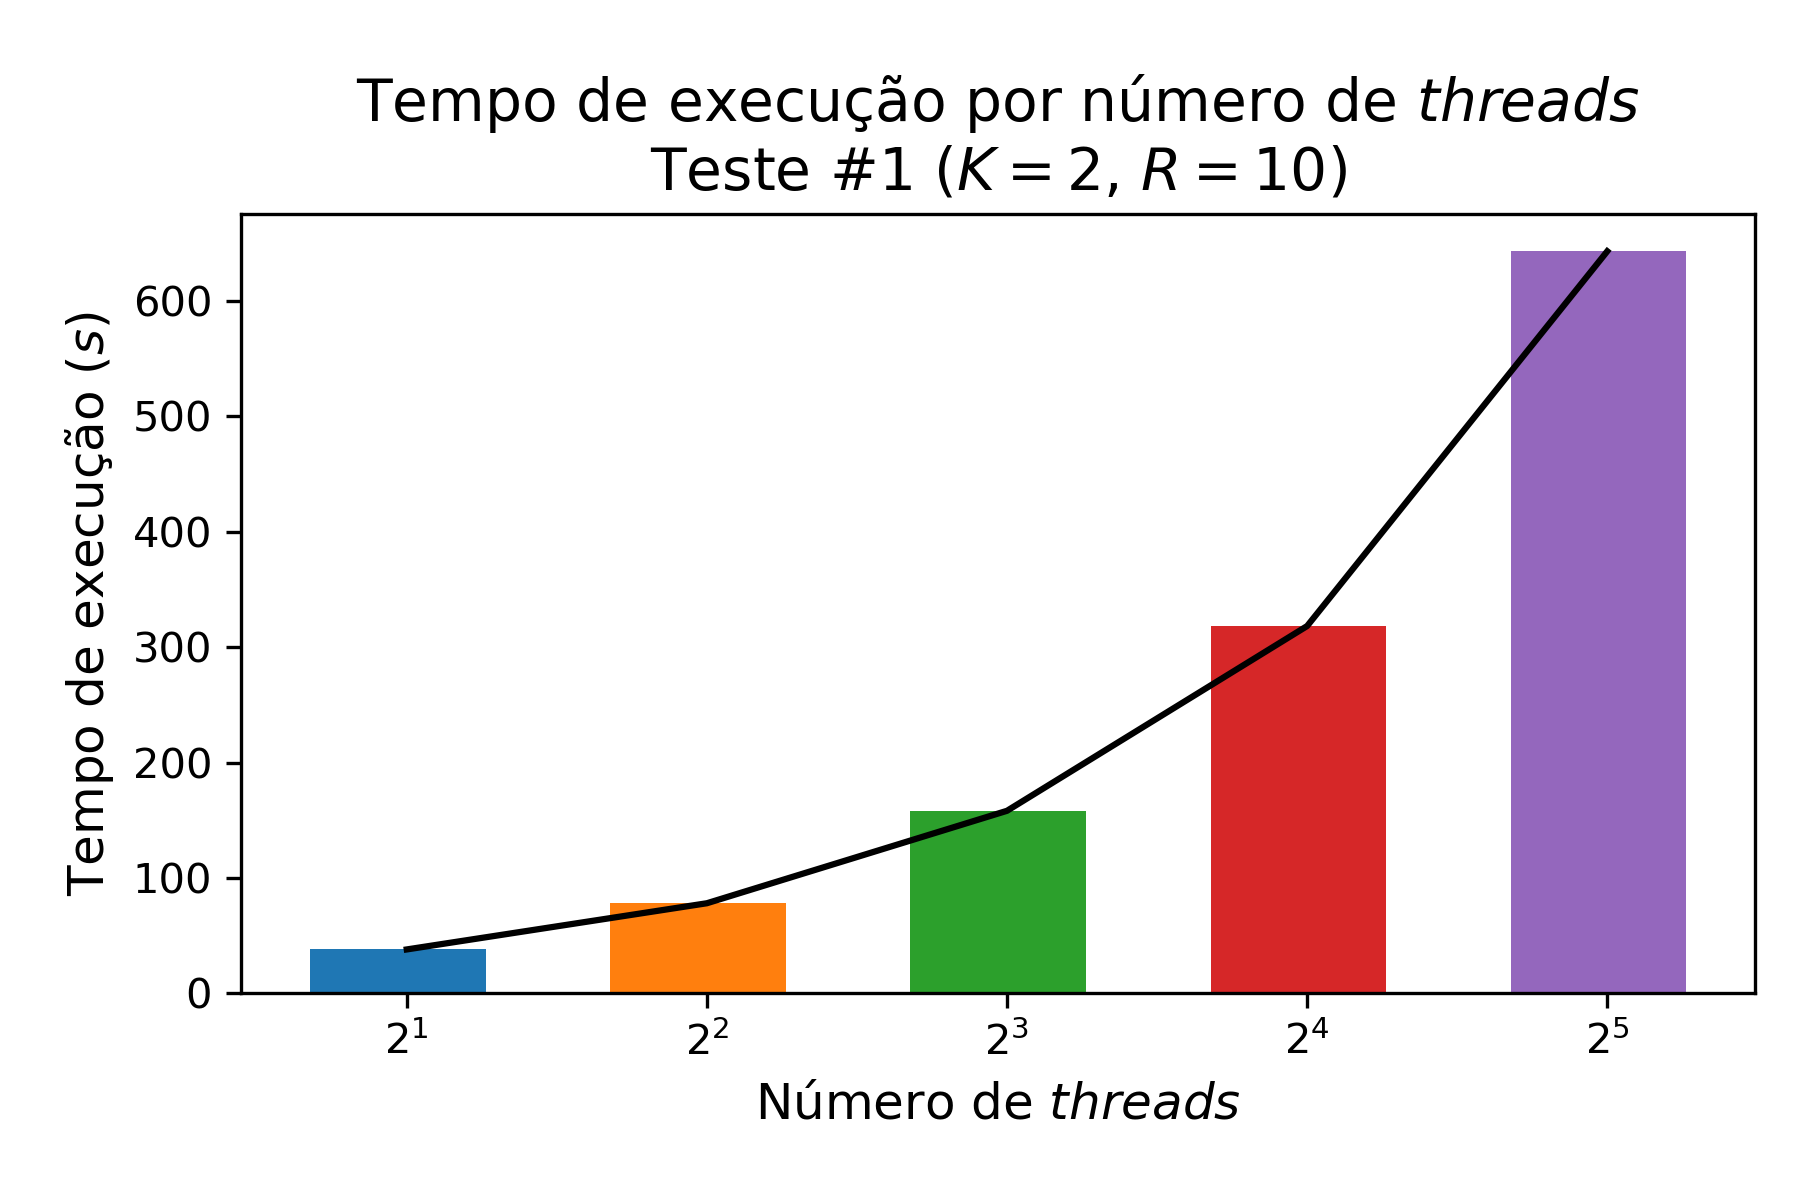 Tempo de execução por número de threads
Teste #1 (K = 2, R = 10)
Tempo de execução (s)
600
500
400
300
200
100
0
2¹ 2² 2³ 2⁴ 2⁵
Número de threads